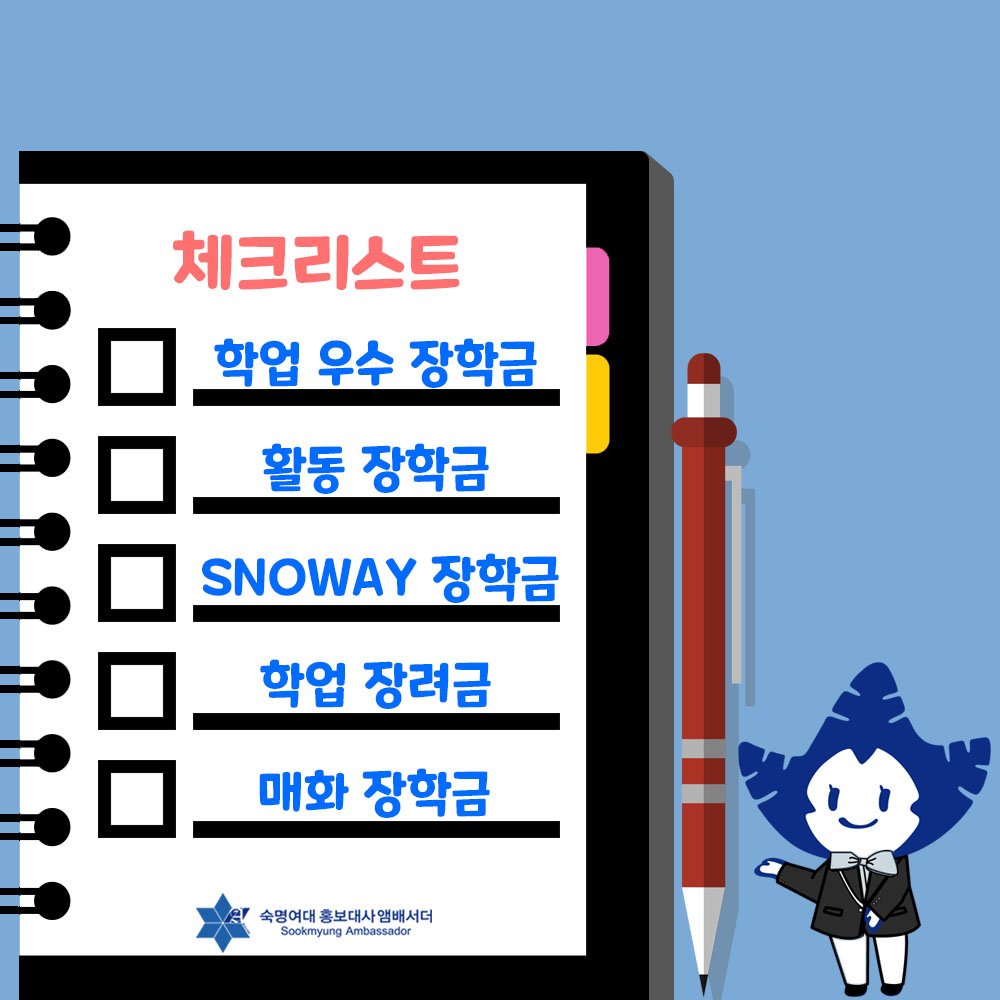 체크리스트
학업 우수 장학금
활동 장학금
SNOWAY 장학금
학업 장려금
매화 장학금
숙명여대 홍보대사 앰배서더
Sookmyung Ambassador